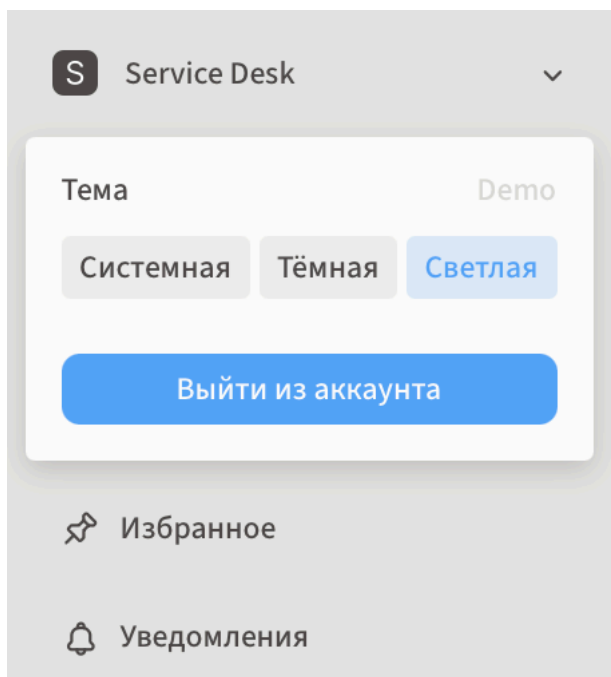 S Service Desk
Тема Demo
Системная Тёмная Светлая
Выйти из аккаунта
Избранное
Уведомления